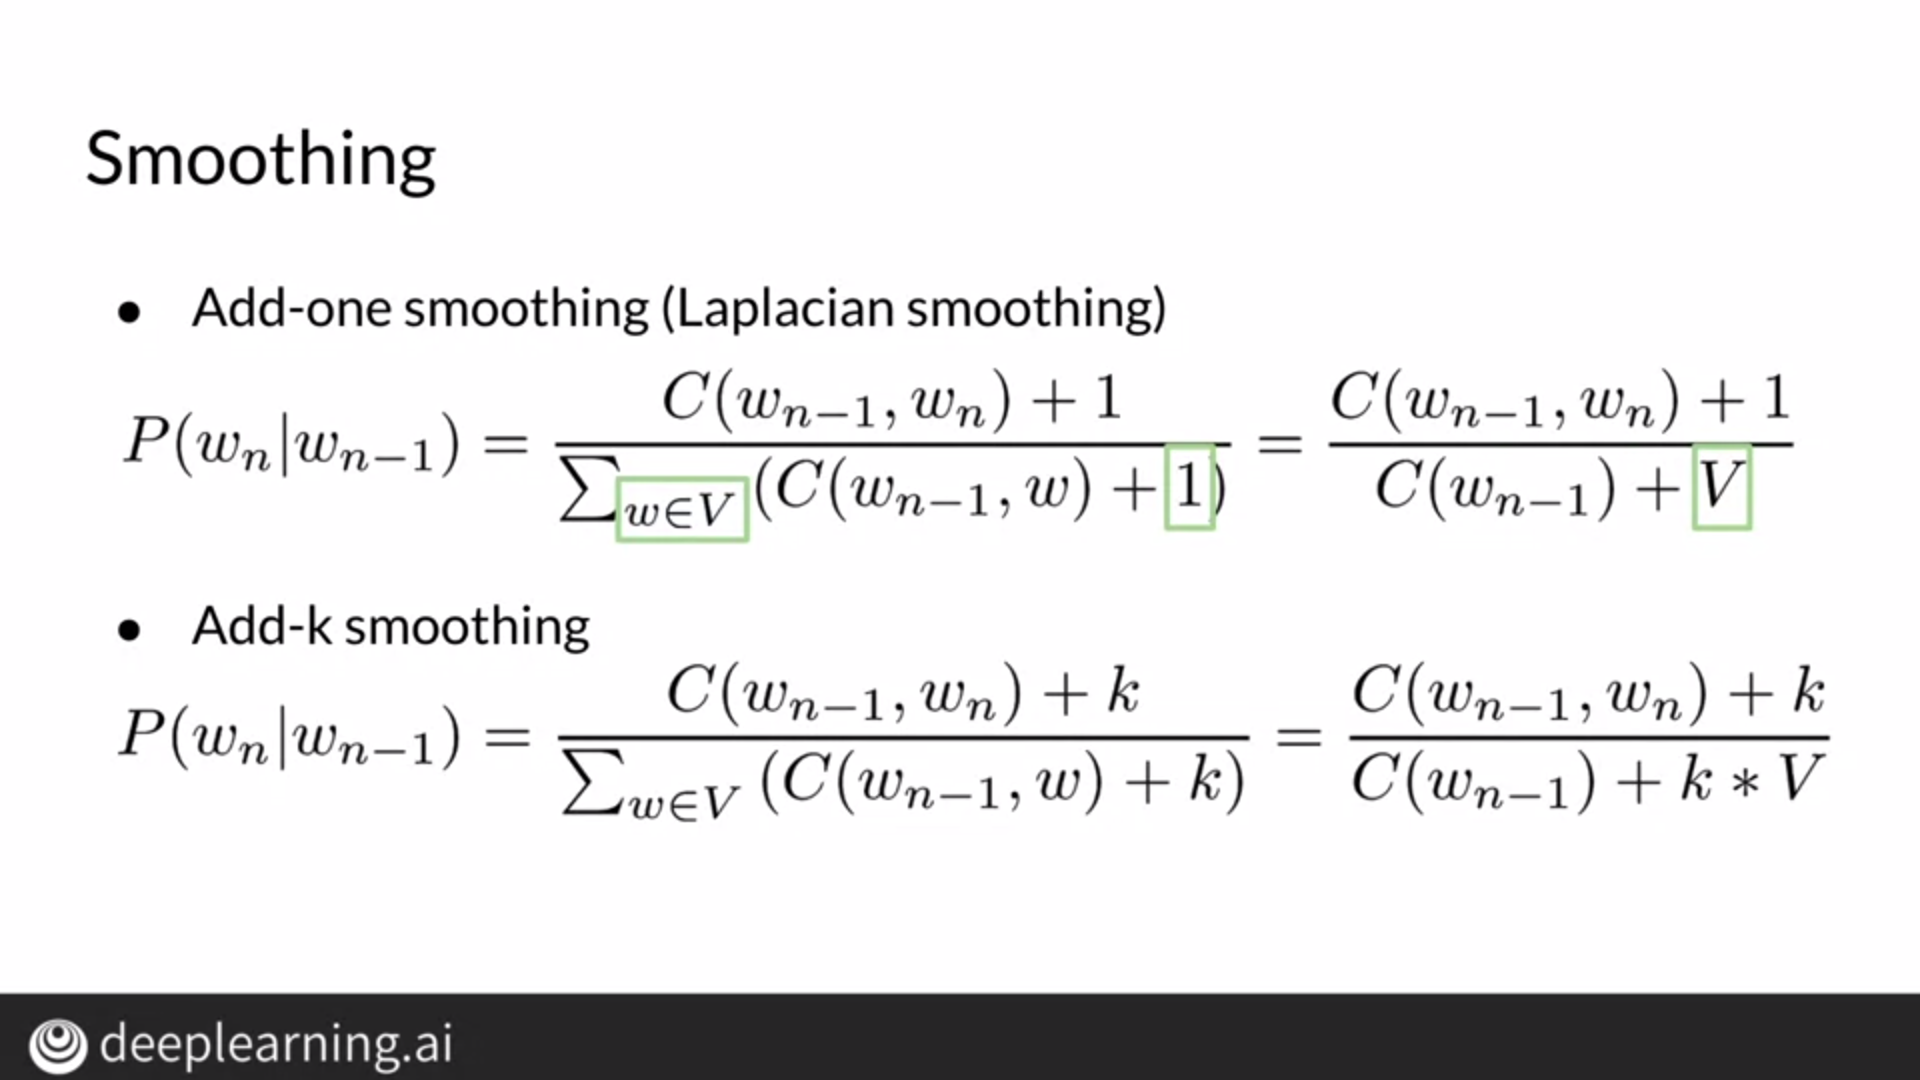 Smoothing
● Add-one smoothing (Laplacian smoothing)
P(w_n|w_{n-1}) = \frac{C(w_{n-1}, w_n) + 1}{\sum_{w \in V} (C(w_{n-1}, w) + 1)} = \frac{C(w_{n-1}, w_n) + 1}{C(w_{n-1}) + V}
● Add-k smoothing
P(w_n|w_{n-1}) = \frac{C(w_{n-1}, w_n) + k}{\sum_{w \in V} (C(w_{n-1}, w) + k)} = \frac{C(w_{n-1}, w_n) + k}{C(w_{n-1}) + k * V}
deeplearning.ai